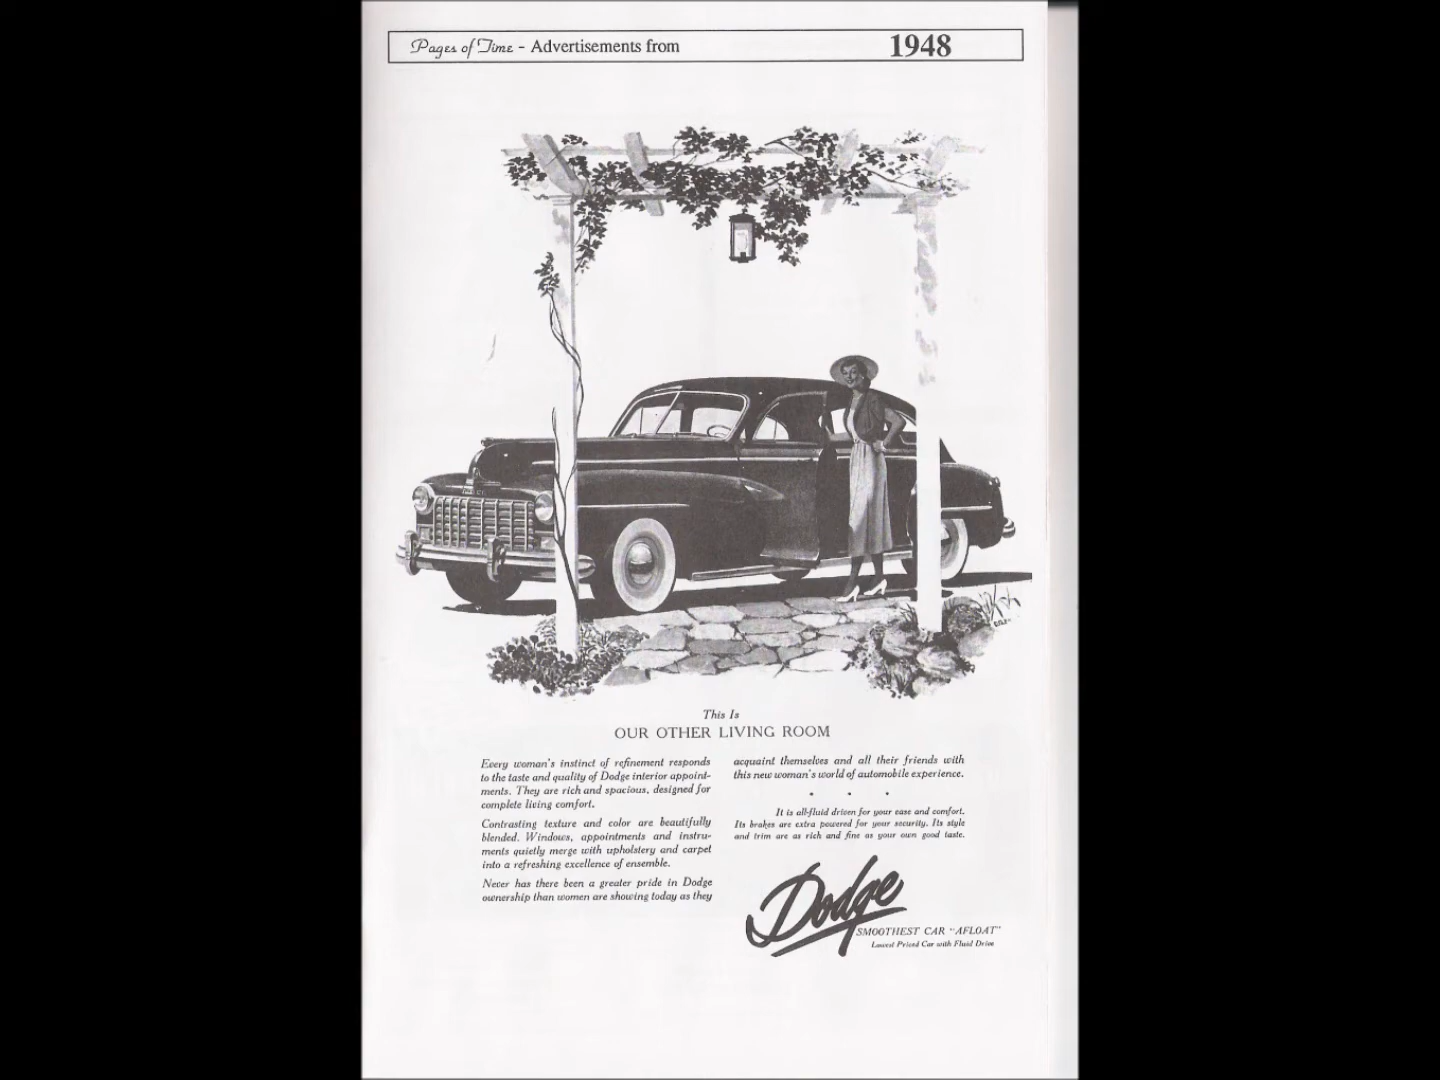 Pages of Time - Advertisements from 1948
This Is
OUR OTHER LIVING ROOM
Every woman's instinct of refinement responds
to the taste and quality of Dodge interior appoint-
ments. They are rich and spacious, designed for
complete living comfort.
Contrasting texture and color are beautifully
blended. Windows, appointments and instru-
ments quietly merge with upholstery and carpet
into a refreshing excellence of ensemble.
Never has there been a greater pride in Dodge
ownership than women are showing today as they
acquaint themselves and all their friends with
this new woman's world of automobile experience.
It is all-fluid driven for your ease and comfort.
Its brakes are extra powered for your security. Its style
and trim are as rich and fine as your own good taste.
Dodge
SMOOTHEST CAR "AFLOAT"
Lowest Priced Car with Fluid Drive